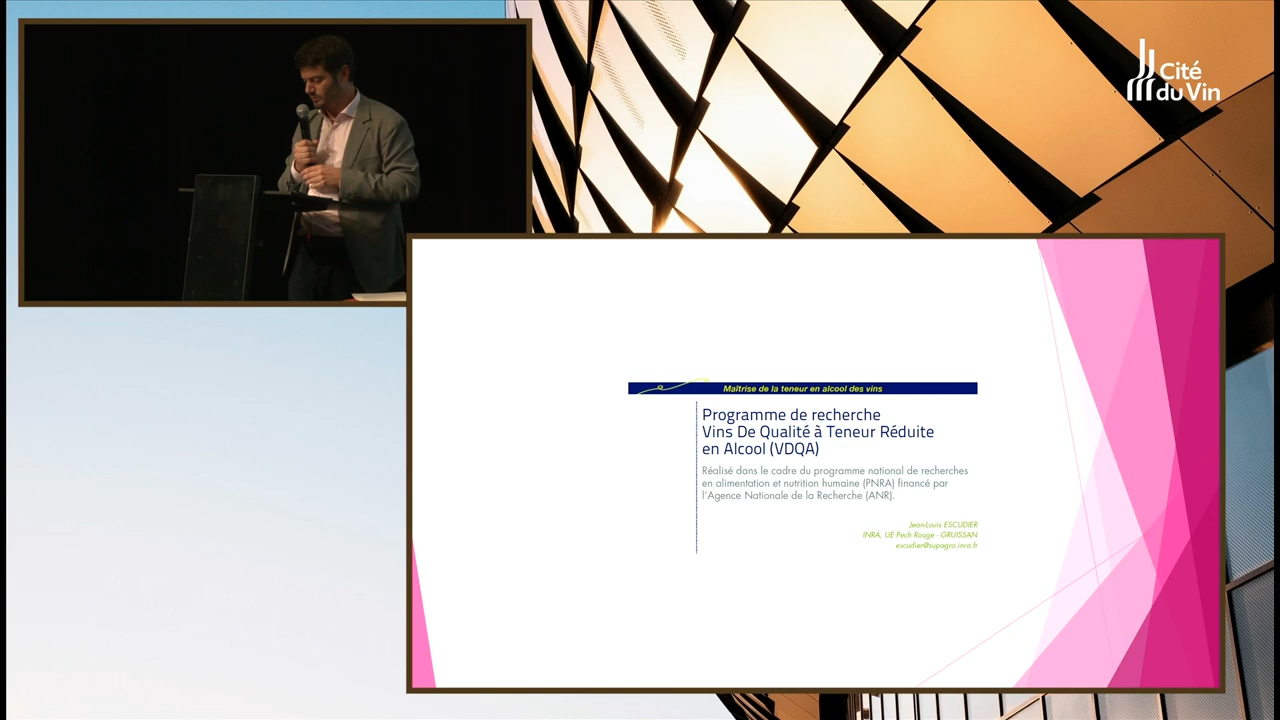 Cité
du Vin
Maîtrise de la teneur en alcool des vins
Programme de recherche
Vins De Qualité à Teneur Réduite
en Alcool (VDQA)
Réalisé dans le cadre du programme national de recherches
en alimentation et nutrition humaine (PNRA) financé par
l'Agence Nationale de la Recherche (ANR).
Jean-Louis ESCUDIER
INRA, UE Pech Rouge - GRUISSAN
escudier@supagro.inra.fr